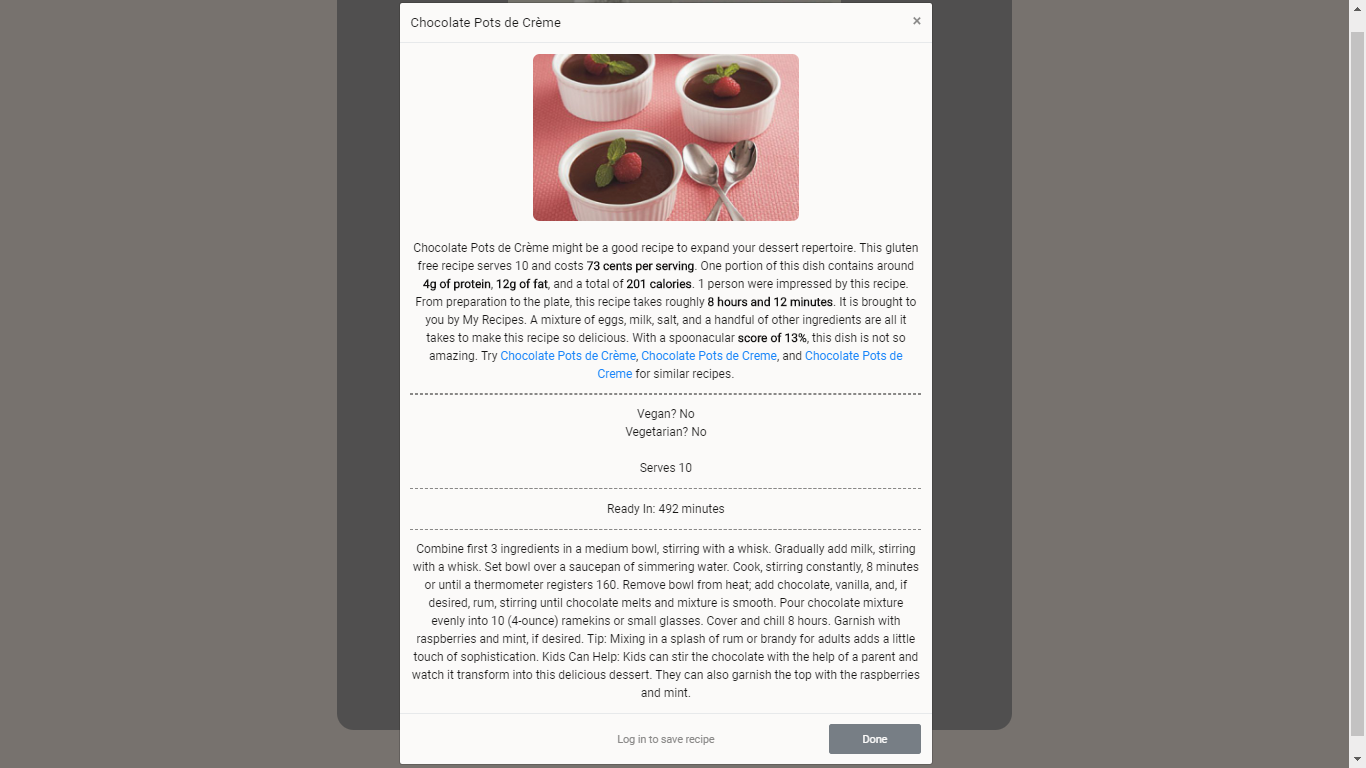 Chocolate Pots de Crème
×
Chocolate Pots de Crème might be a good recipe to expand your dessert repertoire. This gluten
free recipe serves 10 and costs 73 cents per serving. One portion of this dish contains around
4g of protein, 12g of fat, and a total of 201 calories. 1 person were impressed by this recipe.
From preparation to the plate, this recipe takes roughly 8 hours and 12 minutes. It is brought to
you by My Recipes. A mixture of eggs, milk, salt, and a handful of other ingredients are all it
takes to make this recipe so delicious. With a spoonacular score of 13%, this dish is not so
amazing. Try Chocolate Pots de Crème, Chocolate Pots de Creme, and Chocolate Pots de
Creme for similar recipes.
Vegan? No
Vegetarian? No
Serves 10
Ready In: 492 minutes
Combine first 3 ingredients in a medium bowl, stirring with a whisk. Gradually add milk, stirring
with a whisk. Set bowl over a saucepan of simmering water. Cook, stirring constantly, 8 minutes
or until a thermometer registers 160. Remove bowl from heat; add chocolate, vanilla, and, if
desired, rum, stirring until chocolate melts and mixture is smooth. Pour chocolate mixture
evenly into 10 (4-ounce) ramekins or small glasses. Cover and chill 8 hours. Garnish with
raspberries and mint, if desired. Tip: Mixing in a splash of rum or brandy for adults adds a little
touch of sophistication. Kids Can Help: Kids can stir the chocolate with the help of a parent and
watch it transform into this delicious dessert. They can also garnish the top with the raspberries
and mint.
Log in to save recipe
Done